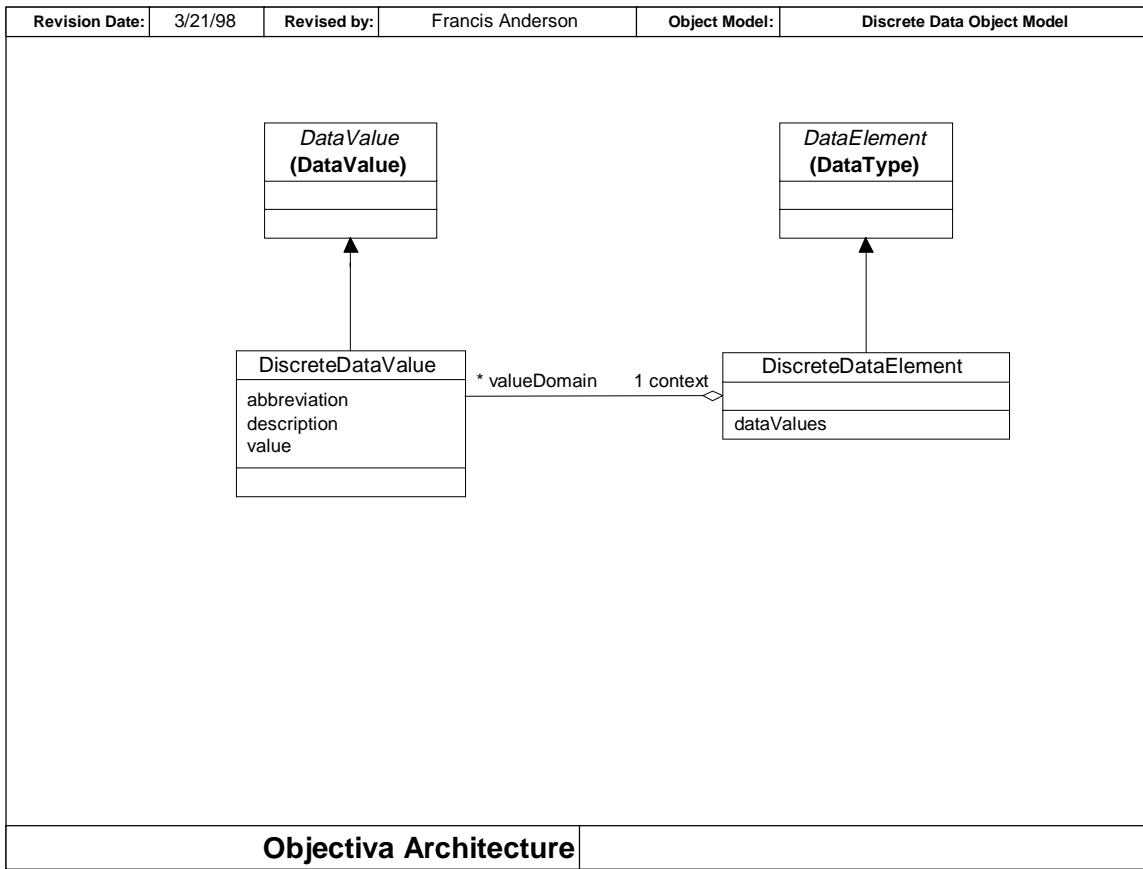 Revision Date: 3/21/98 Revised by: Francis Anderson Object Model: Discrete Data Object Model
DataValue
(DataValue)
DataElement
(DataType)
DiscreteDataValue
abbreviation
description
value
* valueDomain 1 context
DiscreteDataElement
dataValues
Objectiva Architecture